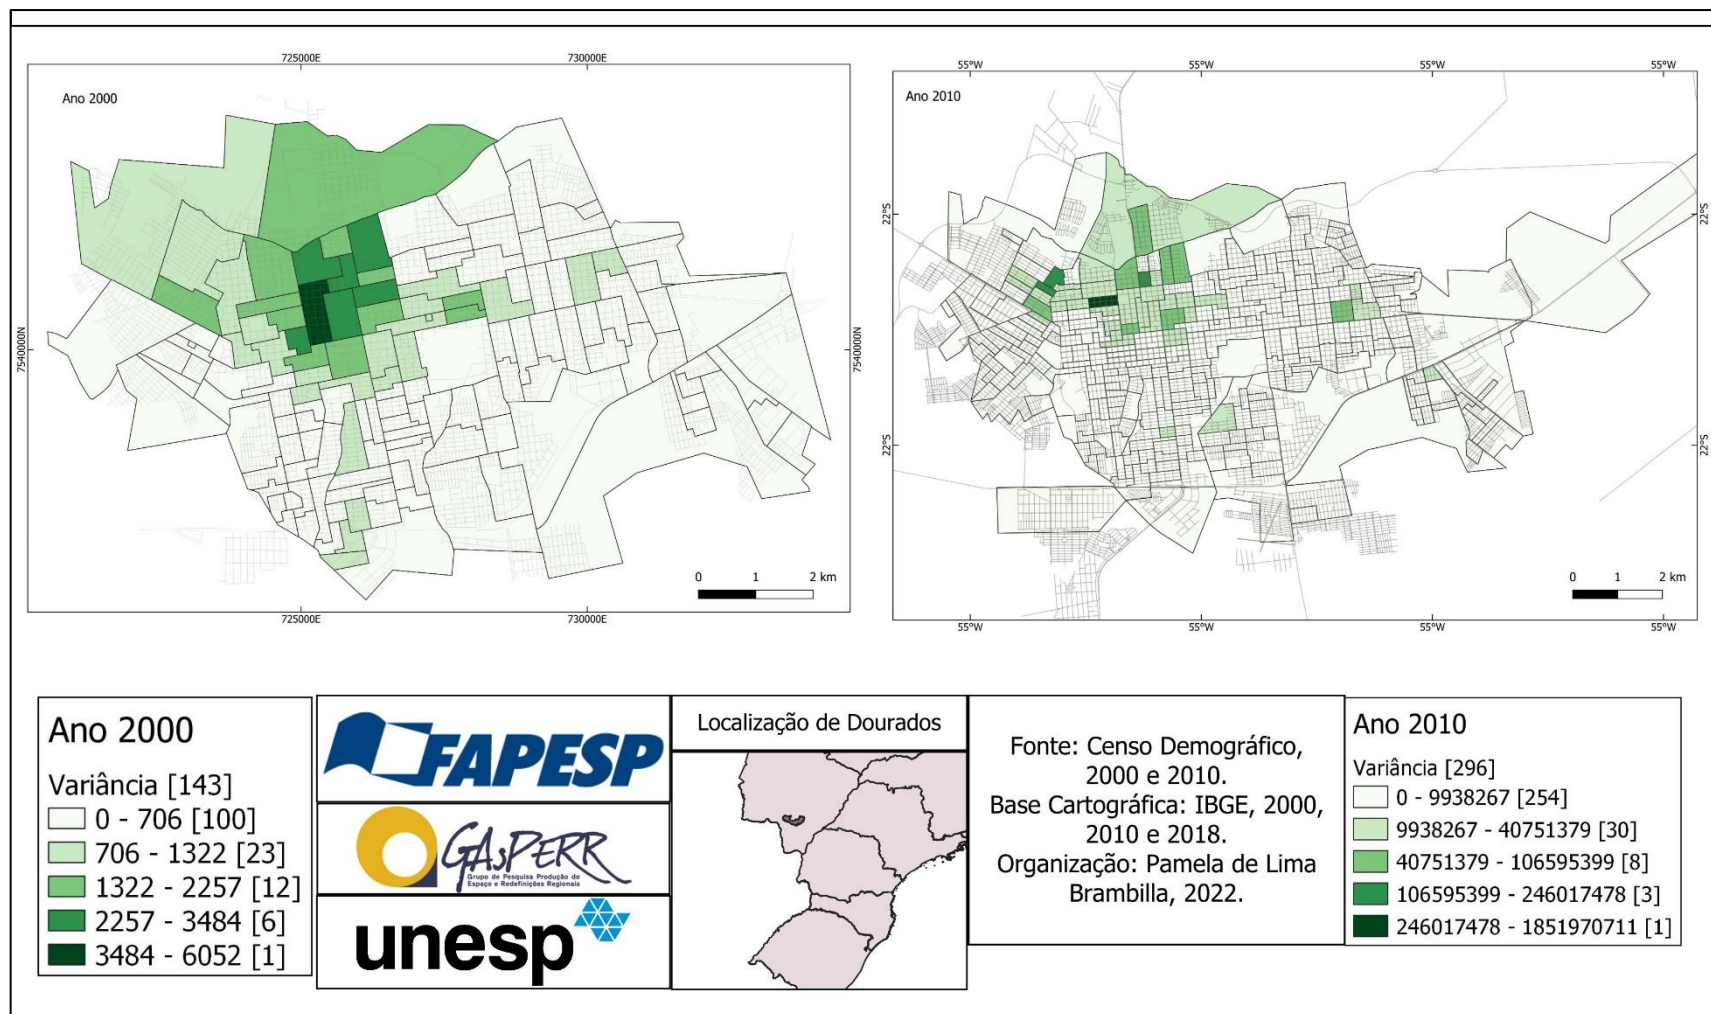 725000E
730000E
Ano 2000
7540000N
7540000N
0 1 2 km
725000E
730000E
55°W
55°W
55°W
55°W
Ano 2010
22°S
22°S
22°S
22°S
0 1 2 km
55°W
55°W
55°W
55°W
Ano 2000
Variância [143]
0 - 706 [100]
706 - 1322 [23]
1322 - 2257 [12]
2257 - 3484 [6]
3484 - 6052 [1]
FAPESP
GAsPERR
Grupo de Pesquisa Produção do
Espaço e Redefinições Regionais
unesp
Localização de Dourados
Fonte: Censo Demográfico,
2000 e 2010.
Base Cartográfica: IBGE, 2000,
2010 e 2018.
Organização: Pamela de Lima
Brambilla, 2022.
Ano 2010
Variância [296]
0 - 9938267 [254]
9938267 - 40751379 [30]
40751379 - 106595399 [8]
106595399 - 246017478 [3]
246017478 - 1851970711 [1]